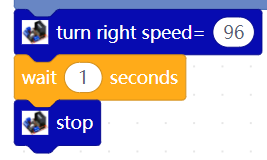 turn right speed= 96
wait 1 seconds
stop